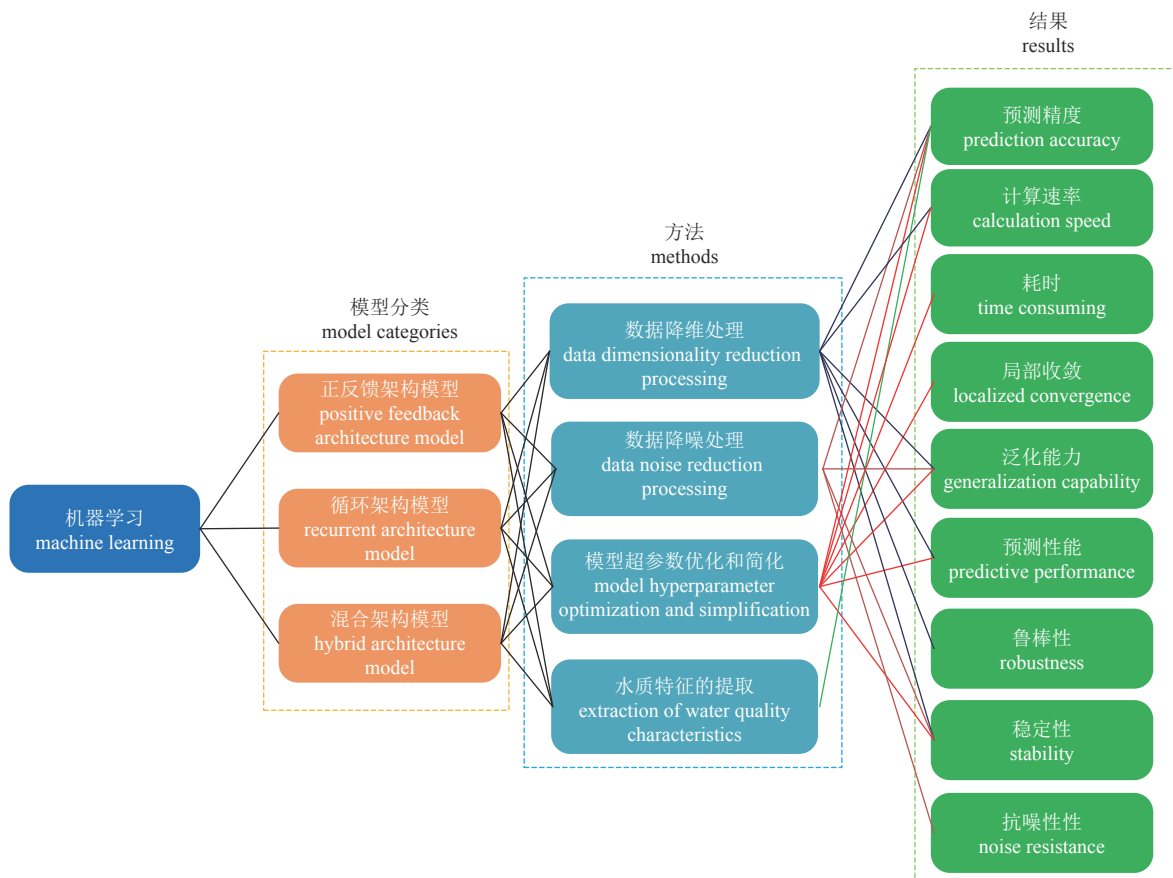 机器学习
machine learning
模型分类
model categories
正反馈架构模型
positive feedback
architecture model
循环架构模型
recurrent architecture
model
混合架构模型
hybrid architecture
model
方法
methods
数据降维处理
data dimensionality reduction
processing
数据降噪处理
data noise reduction
processing
模型超参数优化和简化
model hyperparameter
optimization and simplification
水质特征的提取
extraction of water quality
characteristics
结果
results
预测精度
prediction accuracy
计算速率
calculation speed
耗时
time consuming
局部收敛
localized convergence
泛化能力
generalization capability
预测性能
predictive performance
鲁棒性
robustness
稳定性
stability
抗噪性性
noise resistance